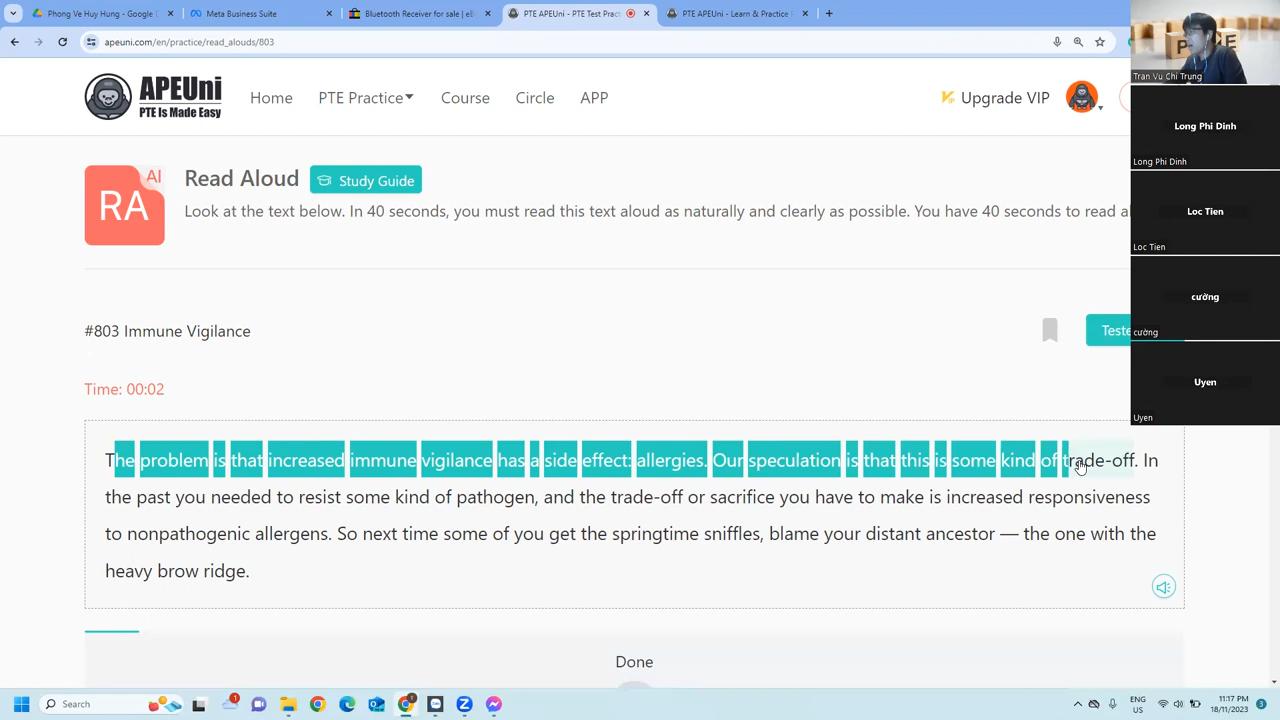 Phong Ve Huy Hung - Google D
Meta Business Suite
Bluetooth Receiver for sale | eB
PTE APEUni - PTE Test Pract
PTE APEUni - Learn & Practice P
apeuni.com/en/practice/read_alouds/803
APEUni
PTE Is Made Easy
Home
PTE Practice
Course
Circle
APP
Upgrade VIP
Tran Vu Chi Trung
Long Phi Dinh
Long Phi Dinh
Loc Tien
Loc Tien
cường
cường
Uyen
Uyen
RA
AI
Read Aloud
Study Guide
Look at the text below. In 40 seconds, you must read this text aloud as naturally and clearly as possible. You have 40 seconds to read al
#803 Immune Vigilance
Teste
Time: 00:02
The problem is that increased immune vigilance has a side effect: allergies. Our speculation is that this is some kind of trade-off. In
the past you needed to resist some kind of pathogen, and the trade-off or sacrifice you have to make is increased responsiveness
to nonpathogenic allergens. So next time some of you get the springtime sniffles, blame your distant ancestor — the one with the
heavy brow ridge.
Done
Search
1
ENG
US
11:17 PM
18/11/2023
3